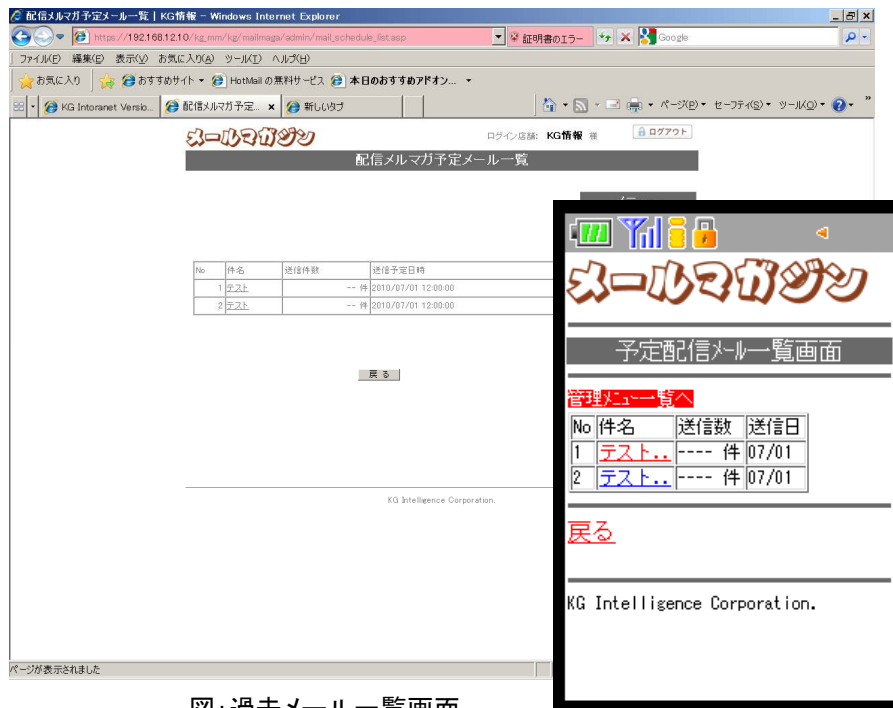 配信メルマガ予定メール一覧 | KG情報 - Windows Internet Explorer
https://192.168.12.10/kg_mm/kg/mailmaga/admin/mail_schedule_list.asp
証明書のエラー
Google
ファイル(F) 編集(E) 表示(V) お気に入り(A) ツール(T) ヘルプ(H)
お気に入り おすすめサイト HotMail の無料サービス 本日のおすすめアドオン...
KG Intoranet Versio... 配信メルマガ予定... 新しいタブ
ページ(P) セーフティ(S) ツール(O)
メールマガジン
ログイン店舗: KG情報 様
ログアウト
配信メルマガ予定メール一覧
No 件名 送信件数 送信予定日時
1 テスト -- 件 2010/07/01 12:00:00
2 テスト -- 件 2010/07/01 12:00:00
戻る
KG Intelligence Corporation.
ページが表示されました
メールマガジン
予定配信メール一覧画面
管理メニュー一覧へ
No 件名 送信数 送信日
1 テスト.. ---- 件 07/01
2 テスト.. ---- 件 07/01
戻る
KG Intelligence Corporation.
図:過去メール一覧画面